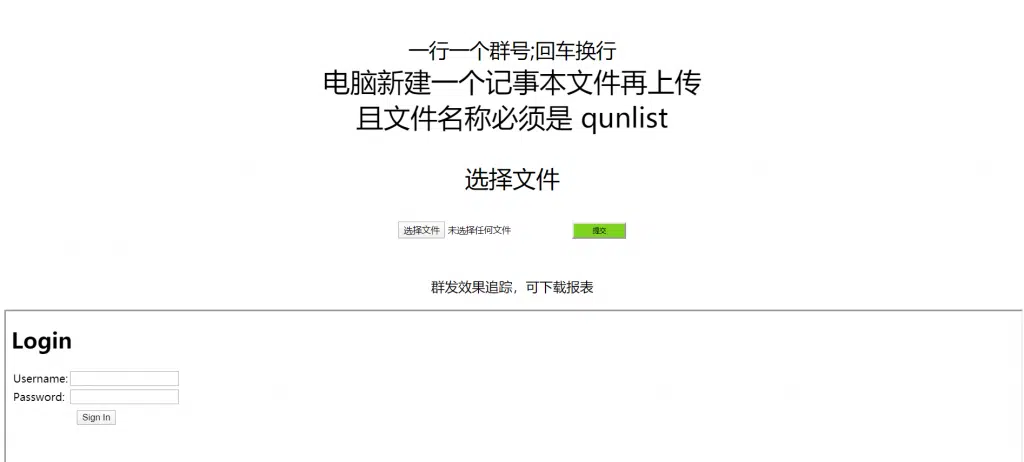 一行一个群号;回车换行
电脑新建一个记事本文件再上传
且文件名称必须是 qunlist
选择文件
选择文件 未选择任何文件 提交
群发效果追踪，可下载报表
Login
Username:
Password:
Sign In